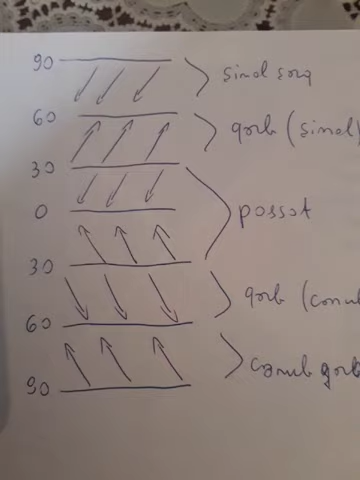 90
şimal şərq
60
qərb (şimal)
30
passat
0
30
qərb (cənub
60
cənub qərb
90